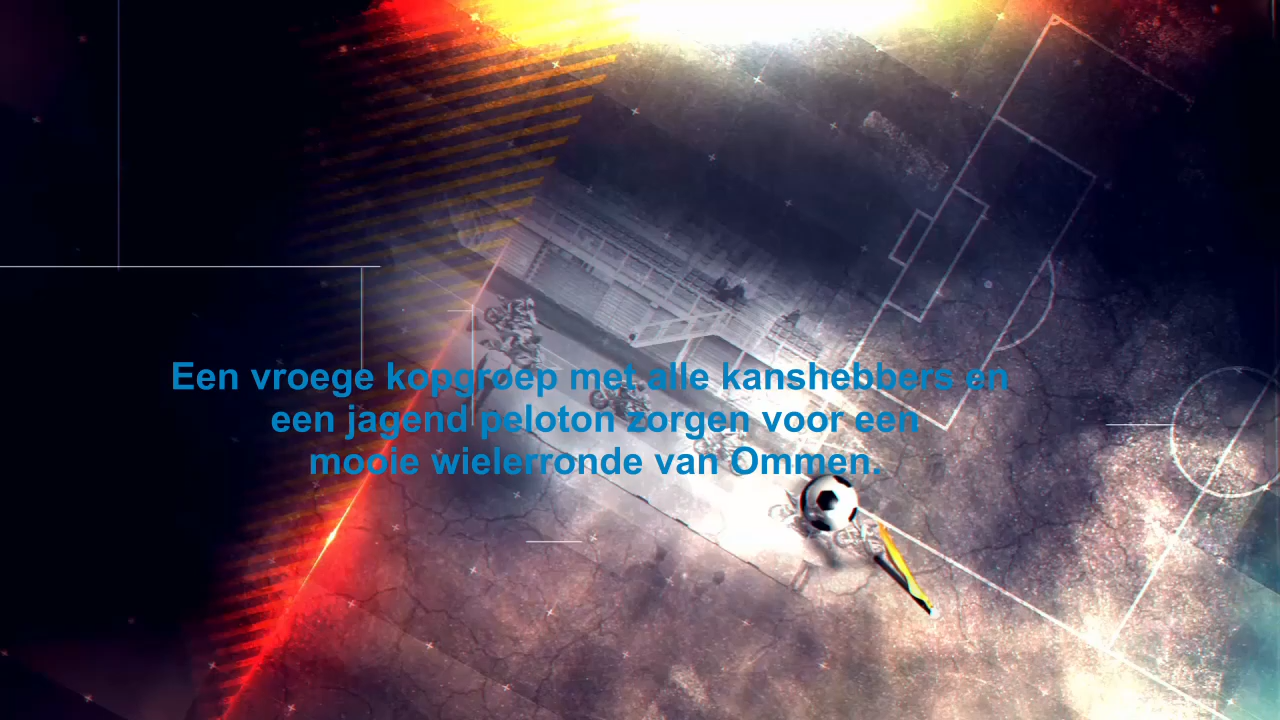 Een vroege kopgroep met alle kanshebbers en
een jagend peloton zorgen voor een
mooie wielerronde van Ommen.